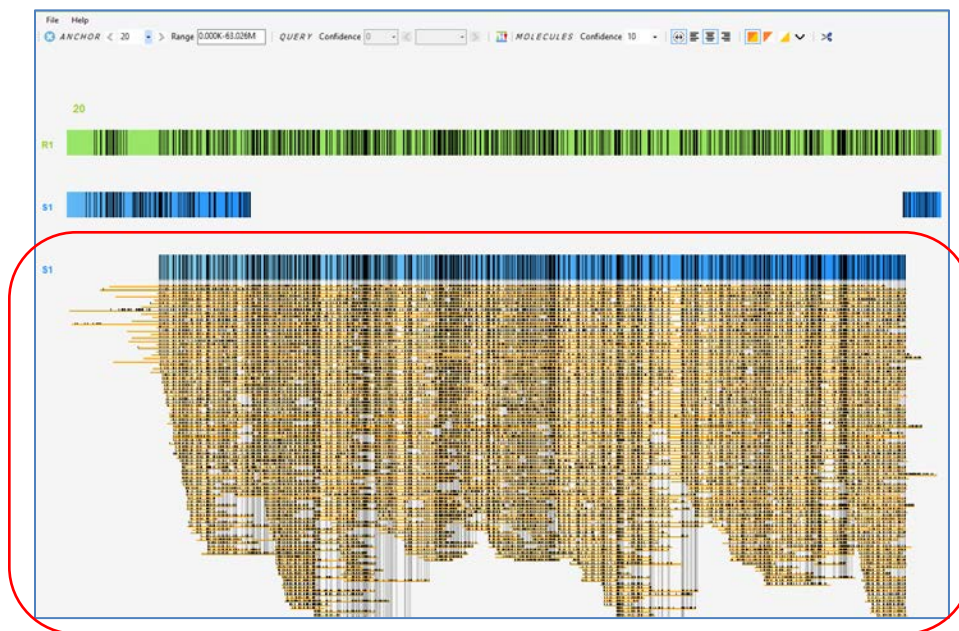 File Help
ANCHOR < 20 > Range 0.000K-63.026M QUERY Confidence 0 < > MOLECULES Confidence 10
20
R1
S1
S1